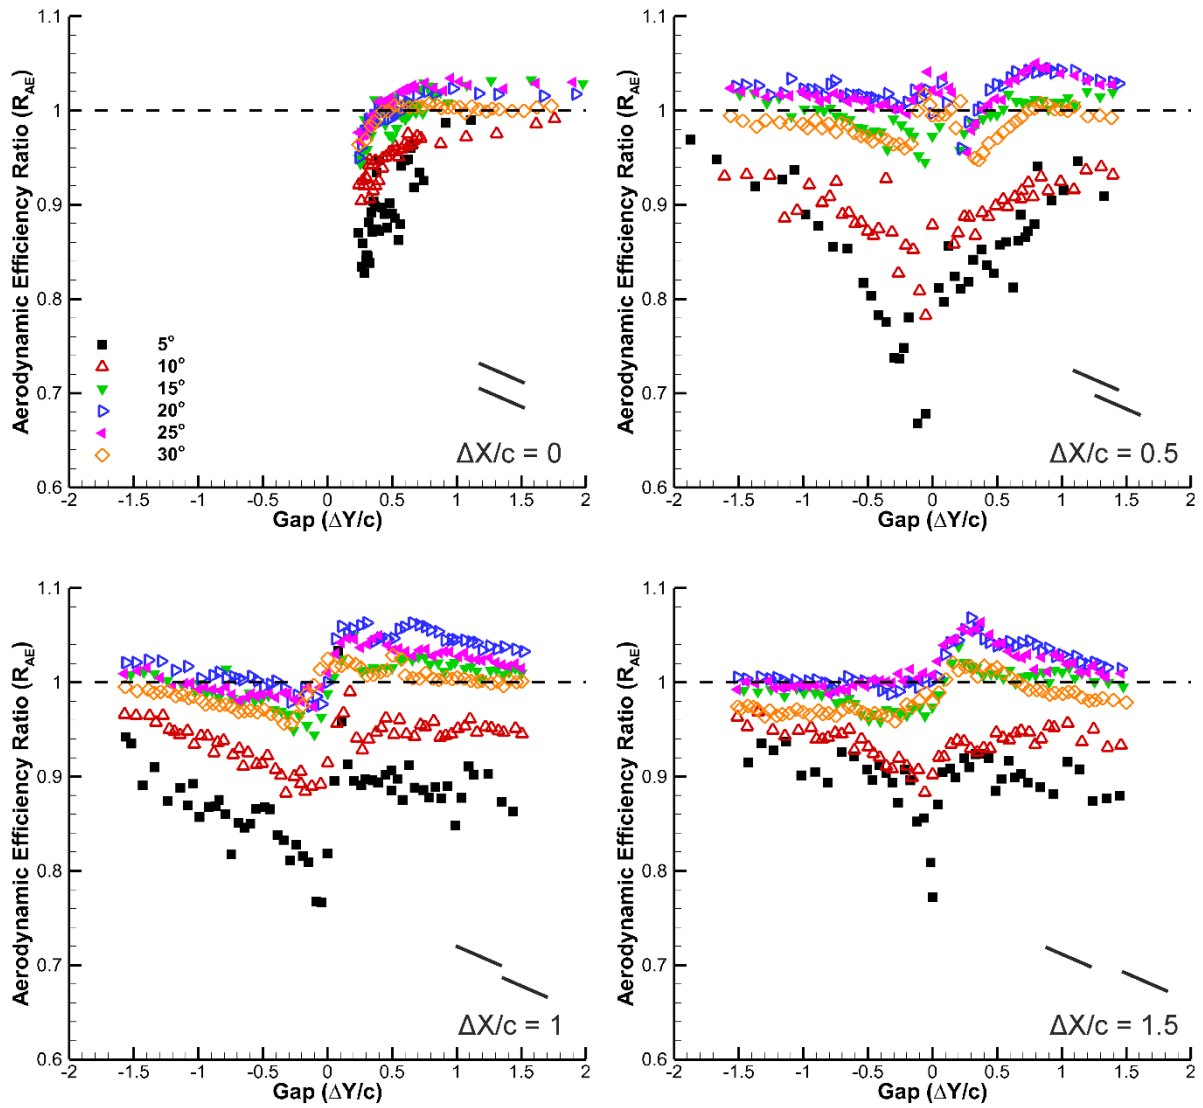 1.1
1
0.9
0.8
0.7
0.6
Aerodynamic Efficiency Ratio (RAE)
5°
10°
15°
20°
25°
30°
ΔX/c = 0
-2 -1.5 -1 -0.5 0 0.5 1 1.5 2
Gap (ΔY/c)
1.1
1
0.9
0.8
0.7
0.6
Aerodynamic Efficiency Ratio (RAE)
ΔX/c = 0.5
-2 -1.5 -1 -0.5 0 0.5 1 1.5 2
Gap (ΔY/c)
1.1
1
0.9
0.8
0.7
0.6
Aerodynamic Efficiency Ratio (RAE)
ΔX/c = 1
-2 -1.5 -1 -0.5 0 0.5 1 1.5 2
Gap (ΔY/c)
1.1
1
0.9
0.8
0.7
0.6
Aerodynamic Efficiency Ratio (RAE)
ΔX/c = 1.5
-2 -1.5 -1 -0.5 0 0.5 1 1.5 2
Gap (ΔY/c)